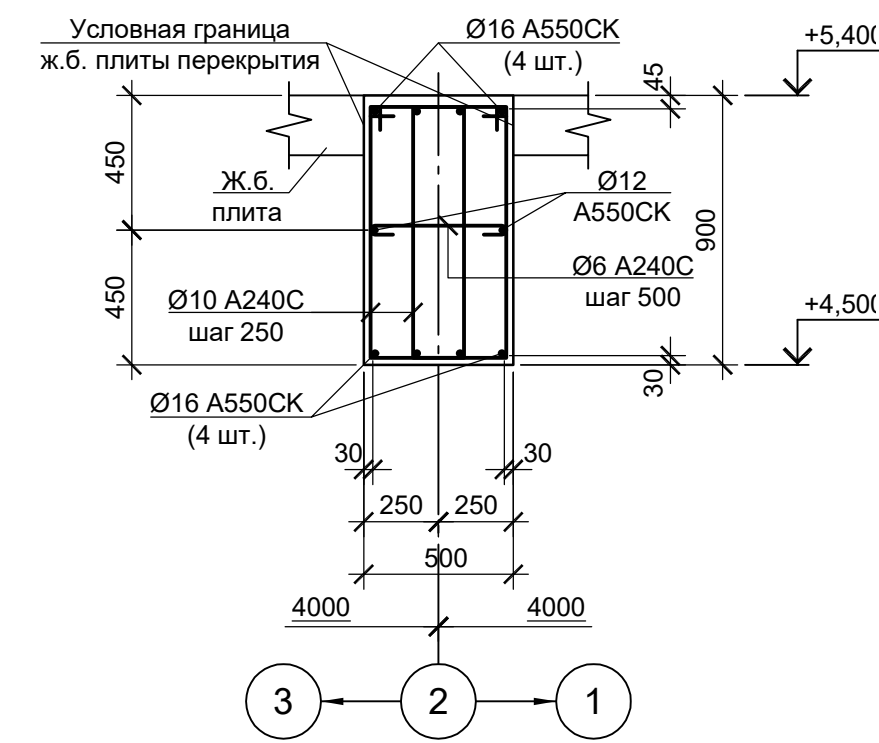 Условная граница
ж.б. плиты перекрытия
Ø16 А550СК
(4 шт.)
+5,400
45
450
Ж.б.
плита
Ø12
А550СК
900
450
Ø10 А240С
шаг 250
Ø6 А240С
шаг 500
+4,500
Ø16 А550СК
(4 шт.)
30
30
30
250
250
500
4000
4000
3
2
1